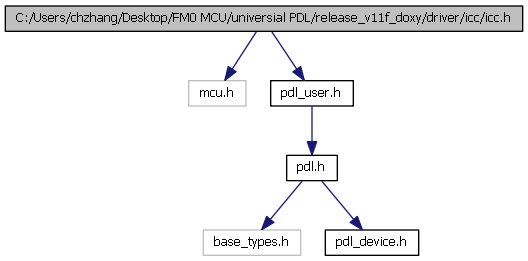 C:/Users/chzhang/Desktop/FM0 MCU/universial PDL/release_v11f_doxy/driver/icc/icc.h
mcu.h
pdl_user.h
pdl.h
base_types.h
pdl_device.h